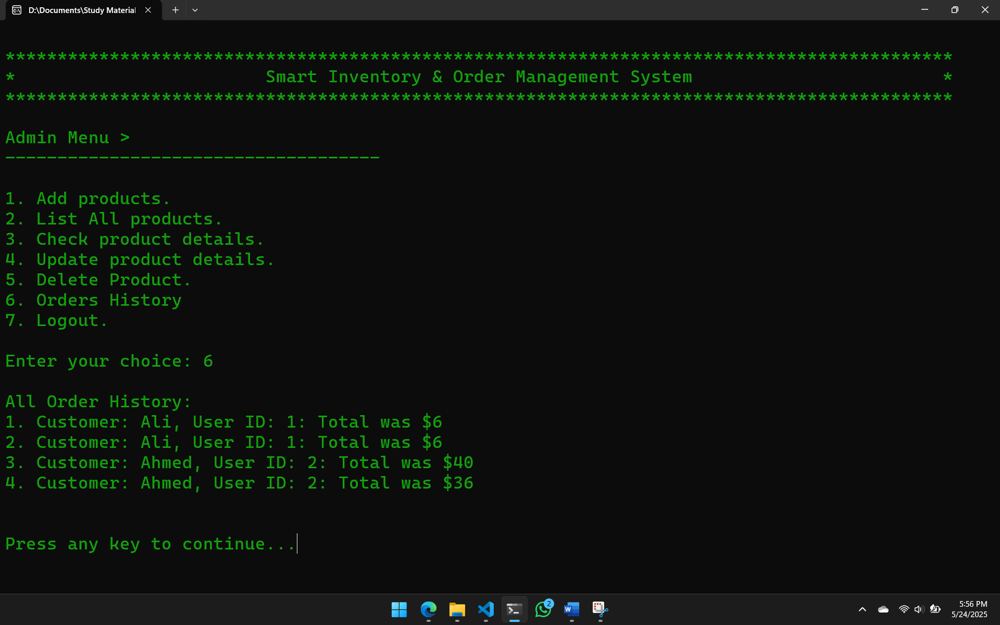 D:\Documents\Study Material
*******************************************************************************************
* Smart Inventory & Order Management System *
*******************************************************************************************
Admin Menu >
------------------------------------
1. Add products.
2. List All products.
3. Check product details.
4. Update product details.
5. Delete Product.
6. Orders History
7. Logout.
Enter your choice: 6
All Order History:
1. Customer: Ali, User ID: 1: Total was $6
2. Customer: Ali, User ID: 1: Total was $6
3. Customer: Ahmed, User ID: 2: Total was $40
4. Customer: Ahmed, User ID: 2: Total was $36
Press any key to continue...
2
5:56 PM
5/24/2025